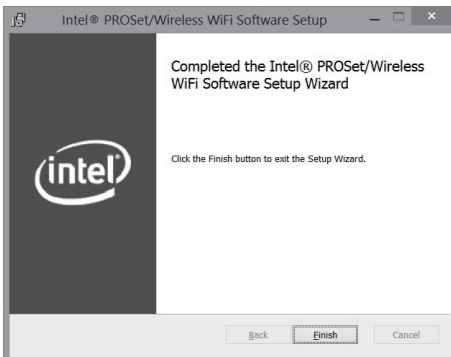 Intel® PROSet/Wireless WiFi Software Setup
Completed the Intel® PROSet/Wireless
WiFi Software Setup Wizard
Click the Finish button to exit the Setup Wizard.
intel
Back
Finish
Cancel